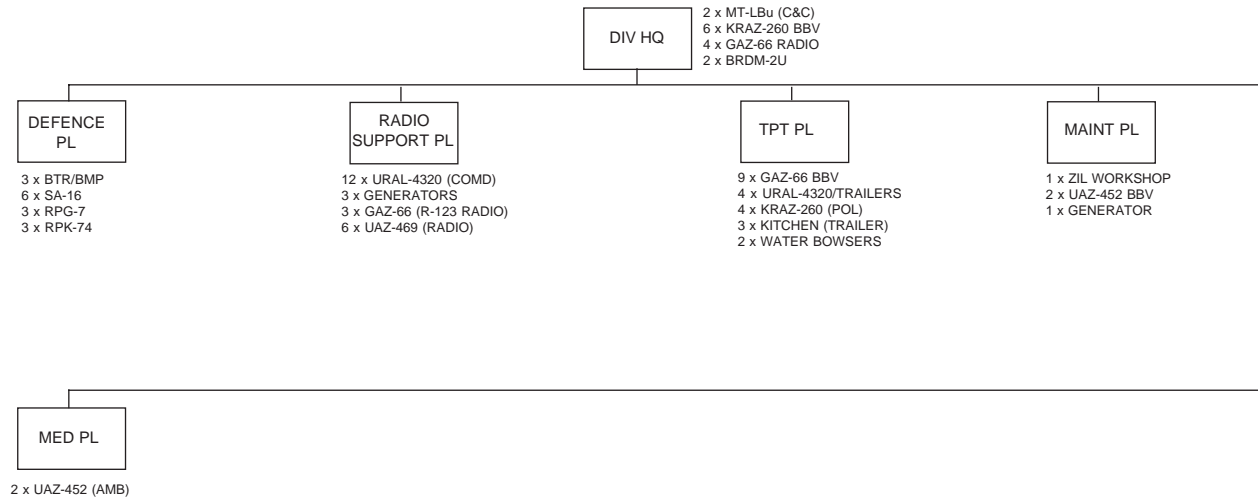 DIV HQ
2 x MT-LBu (C&C)
6 x KRAZ-260 BBV
4 x GAZ-66 RADIO
2 x BRDM-2U
DEFENCE
PL
3 x BTR/BMP
6 x SA-16
3 x RPG-7
3 x RPK-74
RADIO
SUPPORT PL
12 x URAL-4320 (COMD)
3 x GENERATORS
3 x GAZ-66 (R-123 RADIO)
6 x UAZ-469 (RADIO)
TPT PL
9 x GAZ-66 BBV
4 x URAL-4320/TRAILERS
4 x KRAZ-260 (POL)
3 x KITCHEN (TRAILER)
2 x WATER BOWSERS
MAINT PL
1 x ZIL WORKSHOP
2 x UAZ-452 BBV
1 x GENERATOR
MED PL
2 x UAZ-452 (AMB)